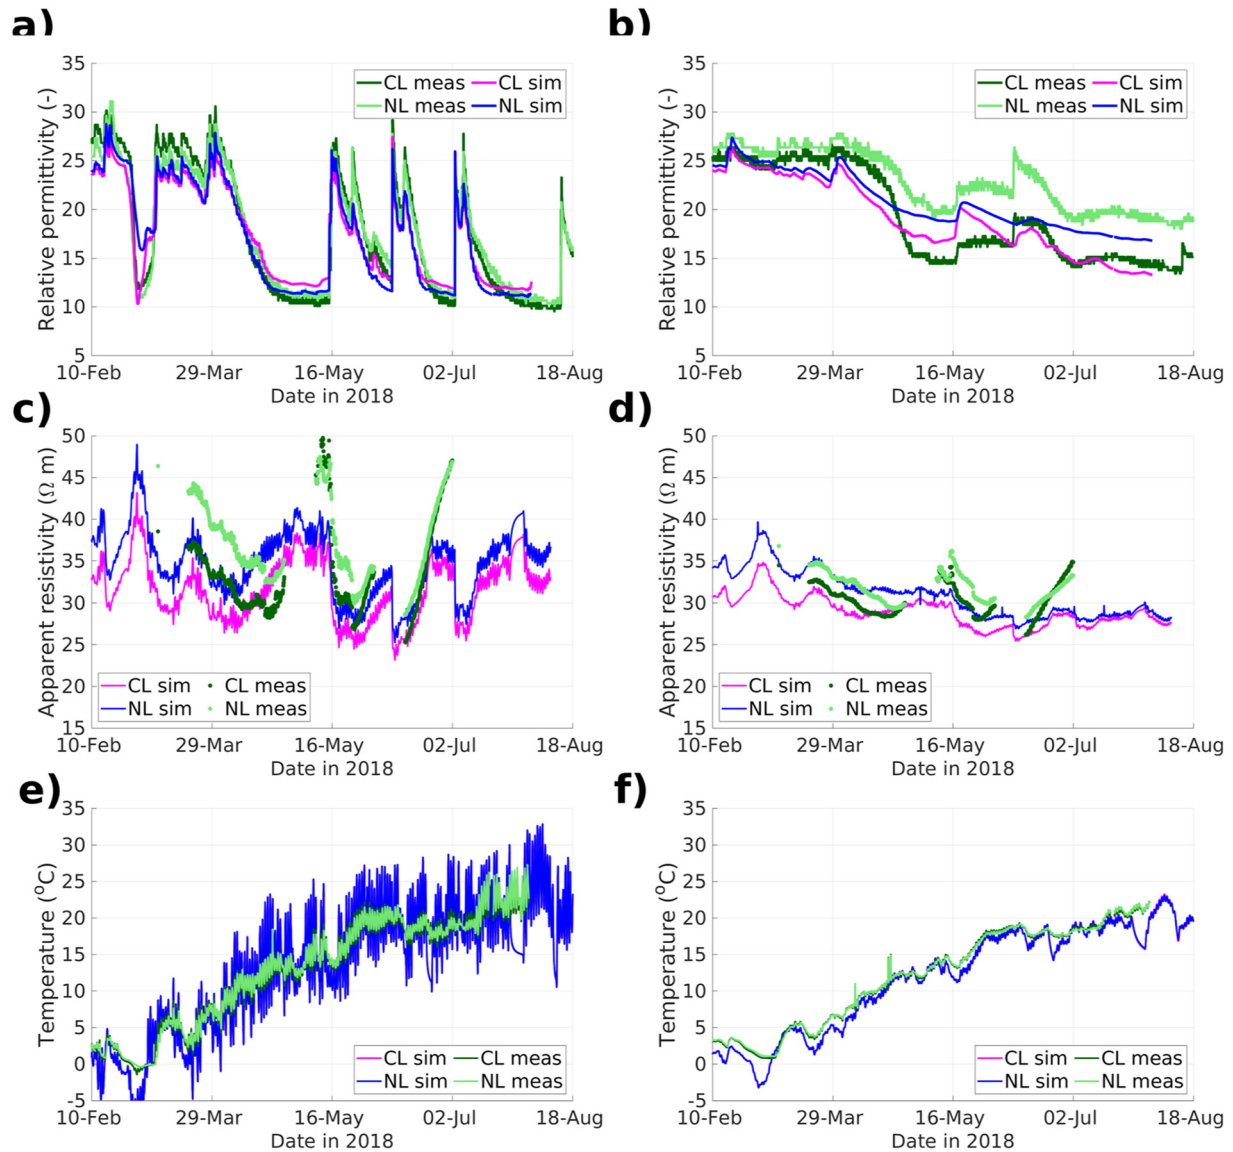 a)
35
30
25
20
15
10
5
Relative permittivity (-)
CL meas CL sim
NL meas NL sim
10-Feb 29-Mar 16-May 02-Jul 18-Aug
Date in 2018
b)
35
30
25
20
15
10
5
Relative permittivity (-)
CL meas CL sim
NL meas NL sim
10-Feb 29-Mar 16-May 02-Jul 18-Aug
Date in 2018
c)
50
45
40
35
30
25
20
15
Apparent resistivity (Ω m)
CL sim CL meas
NL sim NL meas
10-Feb 29-Mar 16-May 02-Jul 18-Aug
Date in 2018
d)
50
45
40
35
30
25
20
15
Apparent resistivity (Ω m)
CL sim CL meas
NL sim NL meas
10-Feb 29-Mar 16-May 02-Jul 18-Aug
Date in 2018
e)
35
30
25
20
15
10
5
0
-5
Temperature (°C)
CL sim CL meas
NL sim NL meas
10-Feb 29-Mar 16-May 02-Jul 18-Aug
Date in 2018
f)
35
30
25
20
15
10
5
0
-5
Temperature (°C)
CL sim CL meas
NL sim NL meas
10-Feb 29-Mar 16-May 02-Jul 18-Aug
Date in 2018